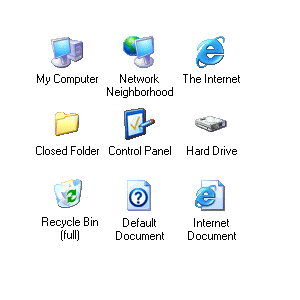 My Computer
Network
Neighborhood
The Internet
Closed Folder
Control Panel
Hard Drive
Recycle Bin
(full)
Default
Document
Internet
Document